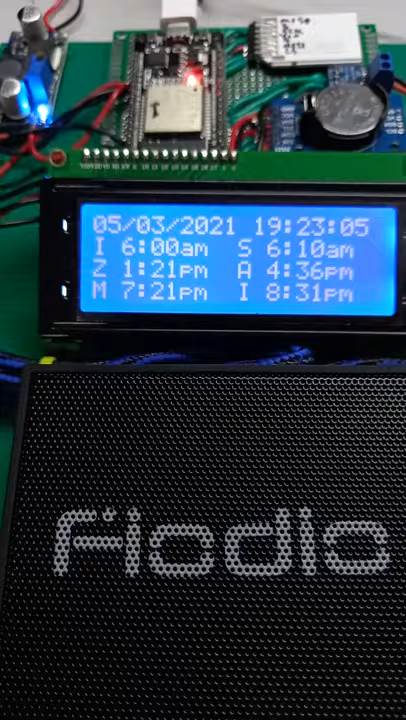 05/03/2021 19:23:05
I 6:00am S 6:10am
Z 1:21pm A 4:36pm
M 7:21pm I 8:31pm
Fiodio